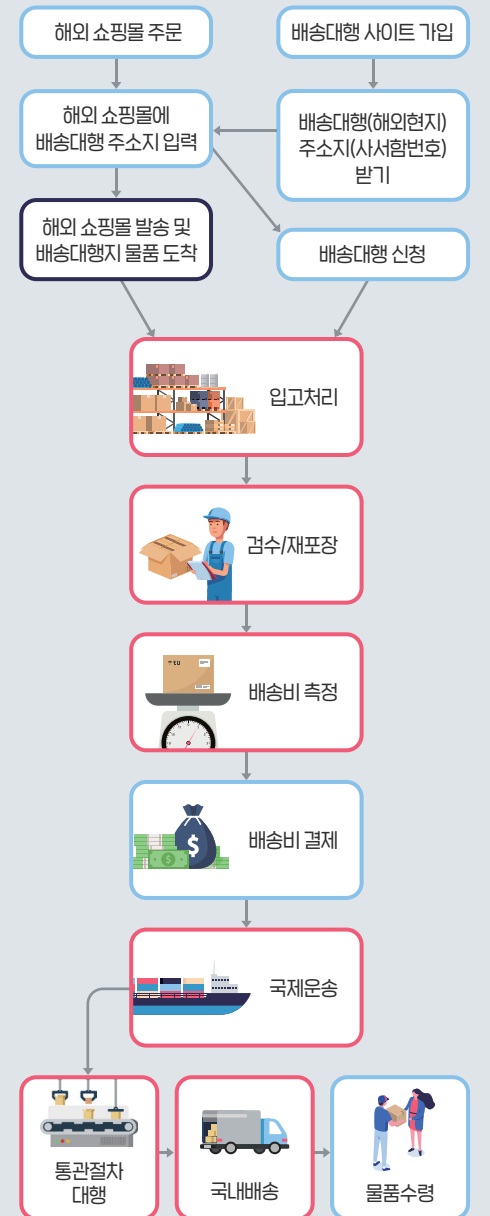 해외 쇼핑몰 주문
배송대행 사이트 가입
해외 쇼핑몰에
배송대행 주소지 입력
배송대행(해외현지)
주소지(사서함번호)
받기
해외 쇼핑몰 발송 및
배송대행지 물품 도착
배송대행 신청
입고처리
검수/재포장
배송비 측정
배송비 결제
$
$
국제운송
통관절차
대행
국내배송
물품수령